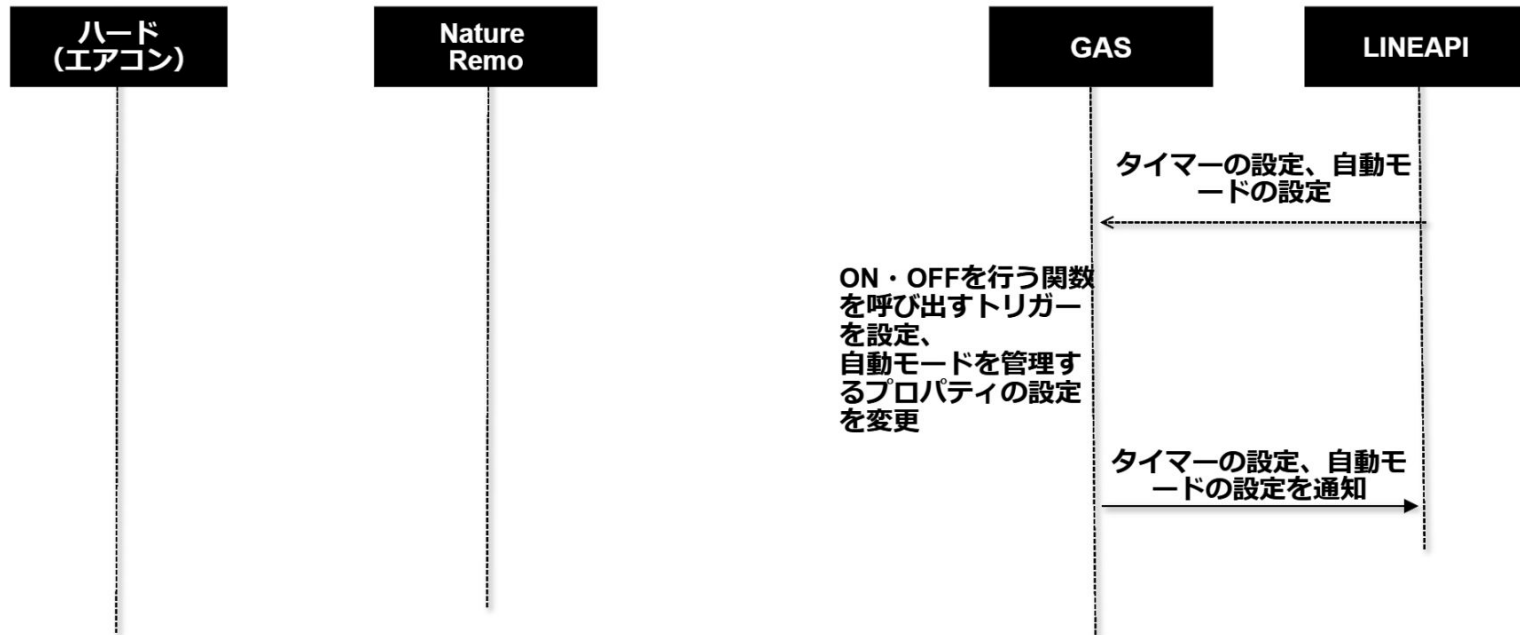 ハード
（エアコン）
Nature
Remo
GAS
LINEAPI
タイマーの設定、自動モ
ードの設定
ON・OFFを行う関数
を呼び出すトリガー
を設定、
自動モードを管理す
るプロパティの設定
を変更
タイマーの設定、自動モ
ードの設定を通知